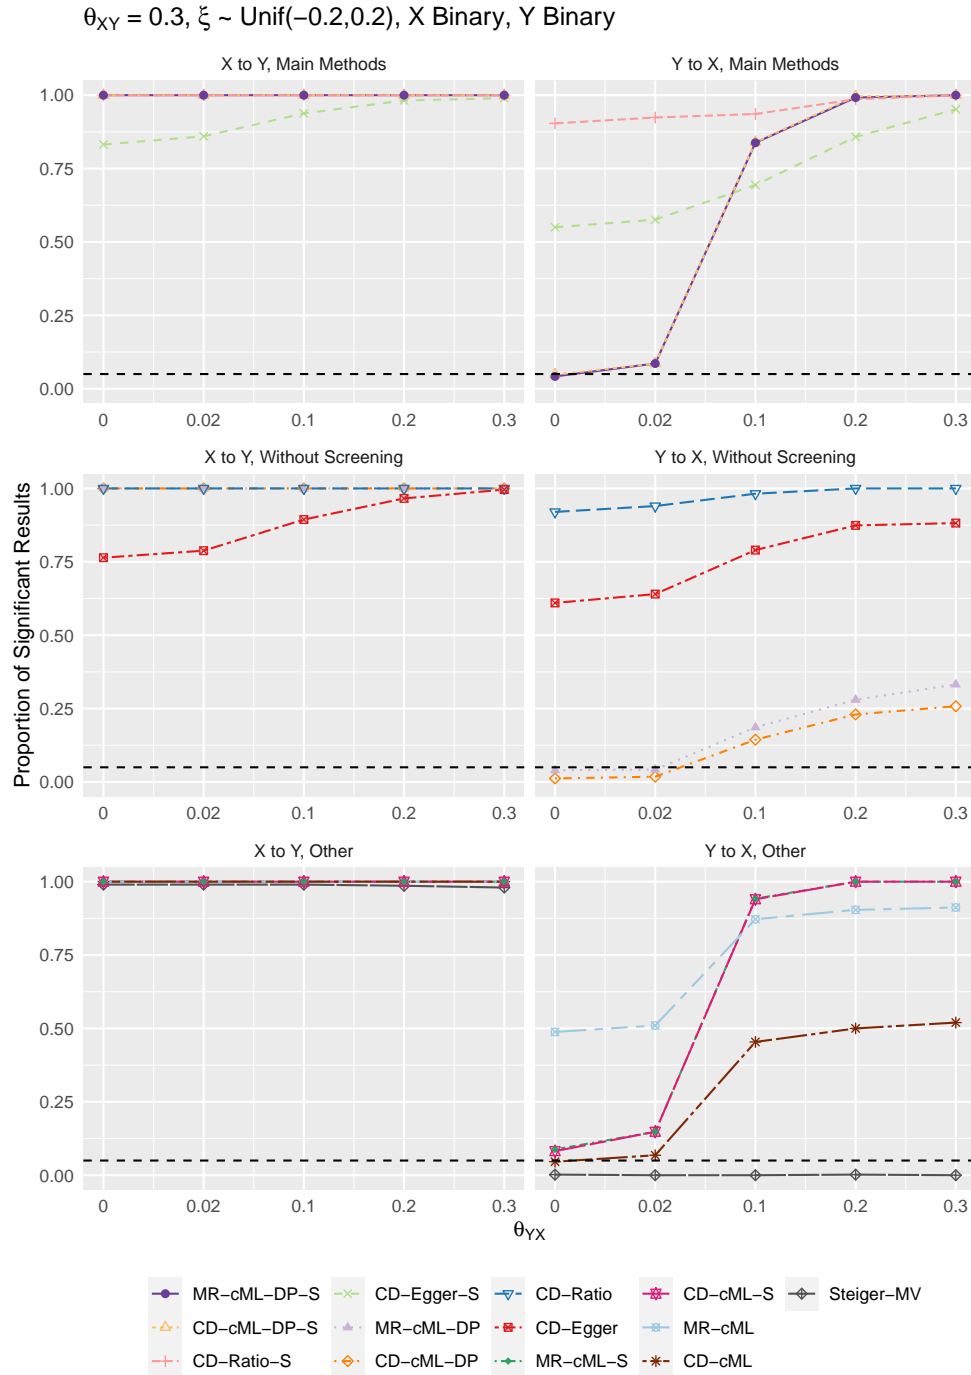 θXY = 0.3, ξ ~ Unif(−0.2,0.2), X Binary, Y Binary
X to Y, Main Methods
Y to X, Main Methods
1.00
0.75
0.50
0.25
0.00
0 0.02 0.1 0.2 0.3
0 0.02 0.1 0.2 0.3
X to Y, Without Screening
Y to X, Without Screening
Proportion of Significant Results
1.00
0.75
0.50
0.25
0.00
0 0.02 0.1 0.2 0.3
0 0.02 0.1 0.2 0.3
X to Y, Other
Y to X, Other
1.00
0.75
0.50
0.25
0.00
0 0.02 0.1 0.2 0.3
0 0.02 0.1 0.2 0.3
θYX
MR−cML−DP−S CD−Egger−S CD−Ratio CD−cML−S Steiger−MV
CD−cML−DP−S MR−cML−DP CD−Egger MR−cML
CD−Ratio−S CD−cML−DP MR−cML−S CD−cML